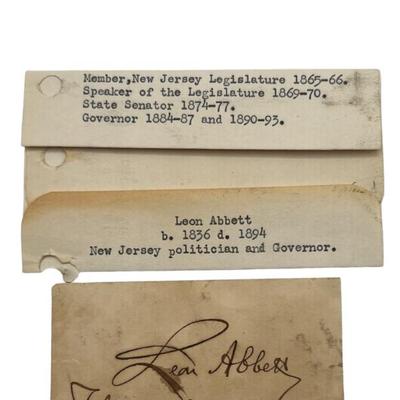 Member,New Jersey Legislature 1865-66.
Speaker of the Legislature 1869-70.
State Senator 1874-77.
Governor 1884-87 and 1890-93.
Leon Abbett
b. 1836 d. 1894
New Jersey politician and Governor.
Leon Abbett